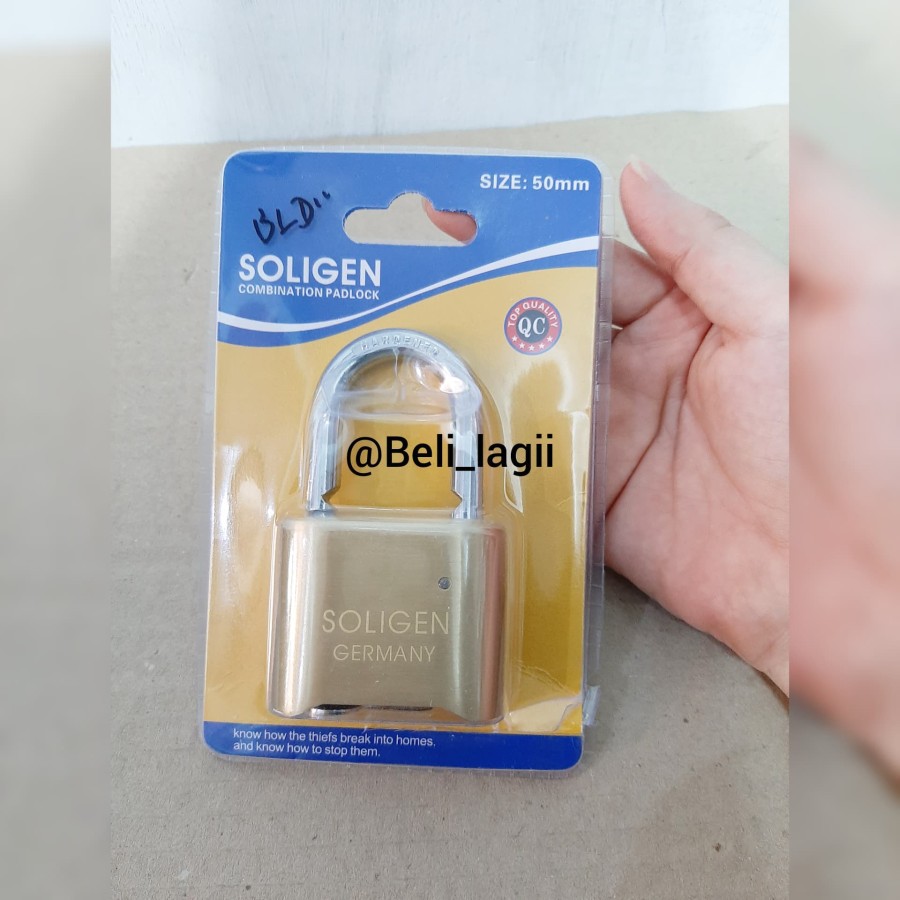 SIZE: 50mm
BLD"
SOLIGEN
COMBINATION PADLOCK
TOP QUALITY
QC
HARDENED
@Beli_lagii
SOLIGEN
GERMANY
know how the thiefs break into homes.
and know how to stop them.